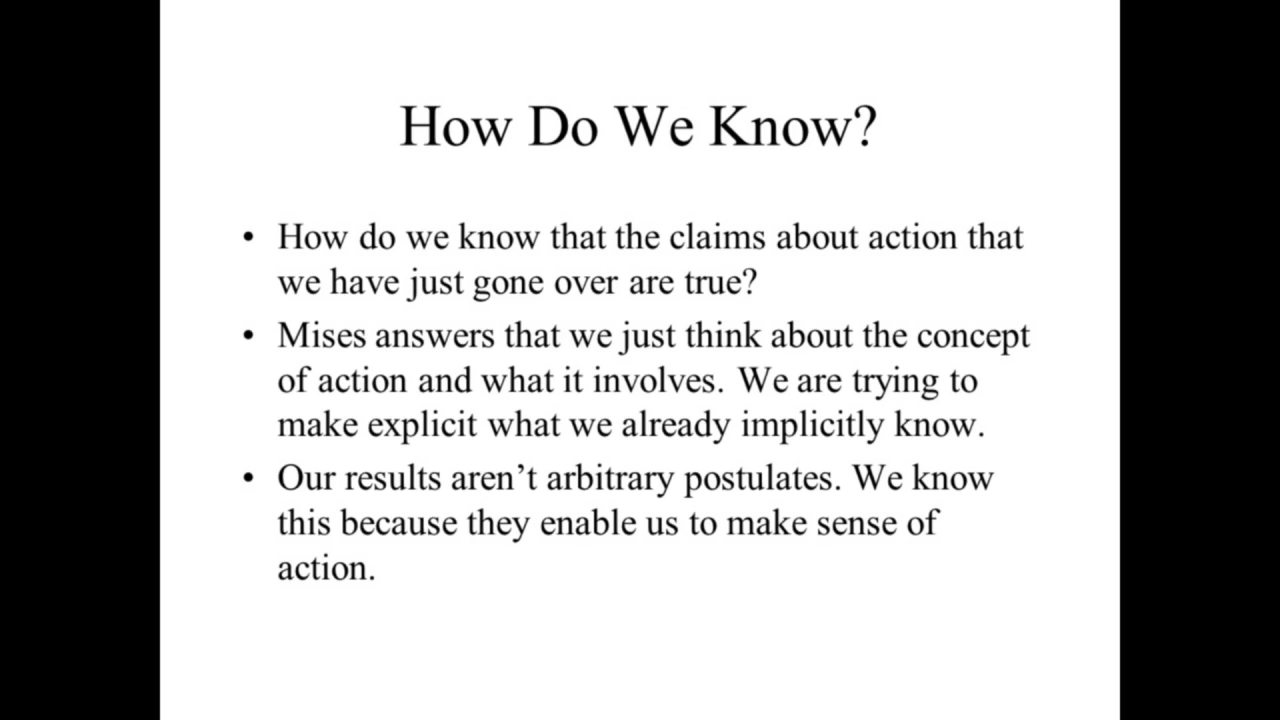 How Do We Know?
• How do we know that the claims about action that
we have just gone over are true?
• Mises answers that we just think about the concept
of action and what it involves. We are trying to
make explicit what we already implicitly know.
• Our results aren’t arbitrary postulates. We know
this because they enable us to make sense of
action.